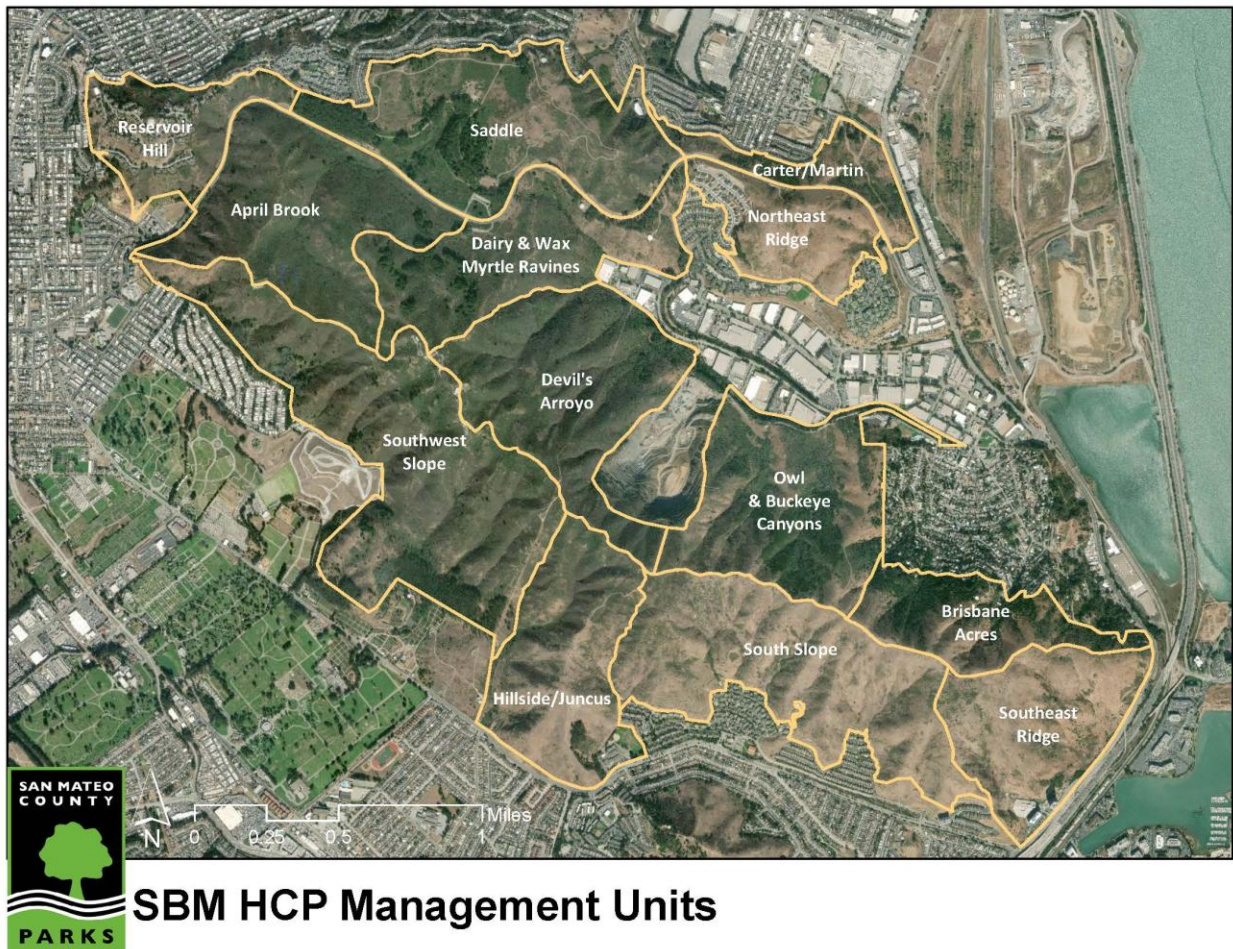 Reservoir
Hill
Saddle
Carter/Martin
April Brook
Northeast
Ridge
Dairy & Wax
Myrtle Ravines
Devil's
Arroyo
Southwest
Slope
Owl
& Buckeye
Canyons
Brisbane
Acres
South Slope
Hillside/Juncus
Southeast
Ridge
SAN MATEO
COUNTY
PARKS
N
0 0.25 0.5 1 Miles
SBM HCP Management Units